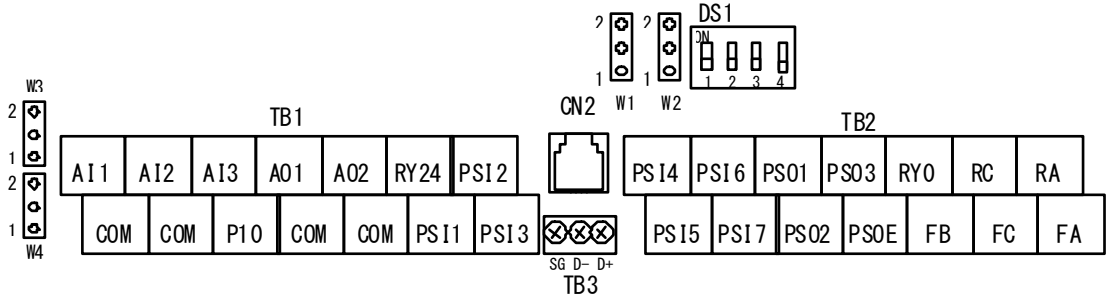 2 2 DS1
ON
1 1 1 2 3 4
W3 W1 W2
CN2
2 TB1 TB2
1
AI1 AI2 AI3 AO1 AO2 RY24 PSI2 PSI4 PSI6 PSO1 PSO3 RY0 RC RA
2
COM COM P10 COM COM PSI1 PSI3 PSI5 PSI7 PSO2 PSOE FB FC FA
1
W4
SG D- D+
TB3